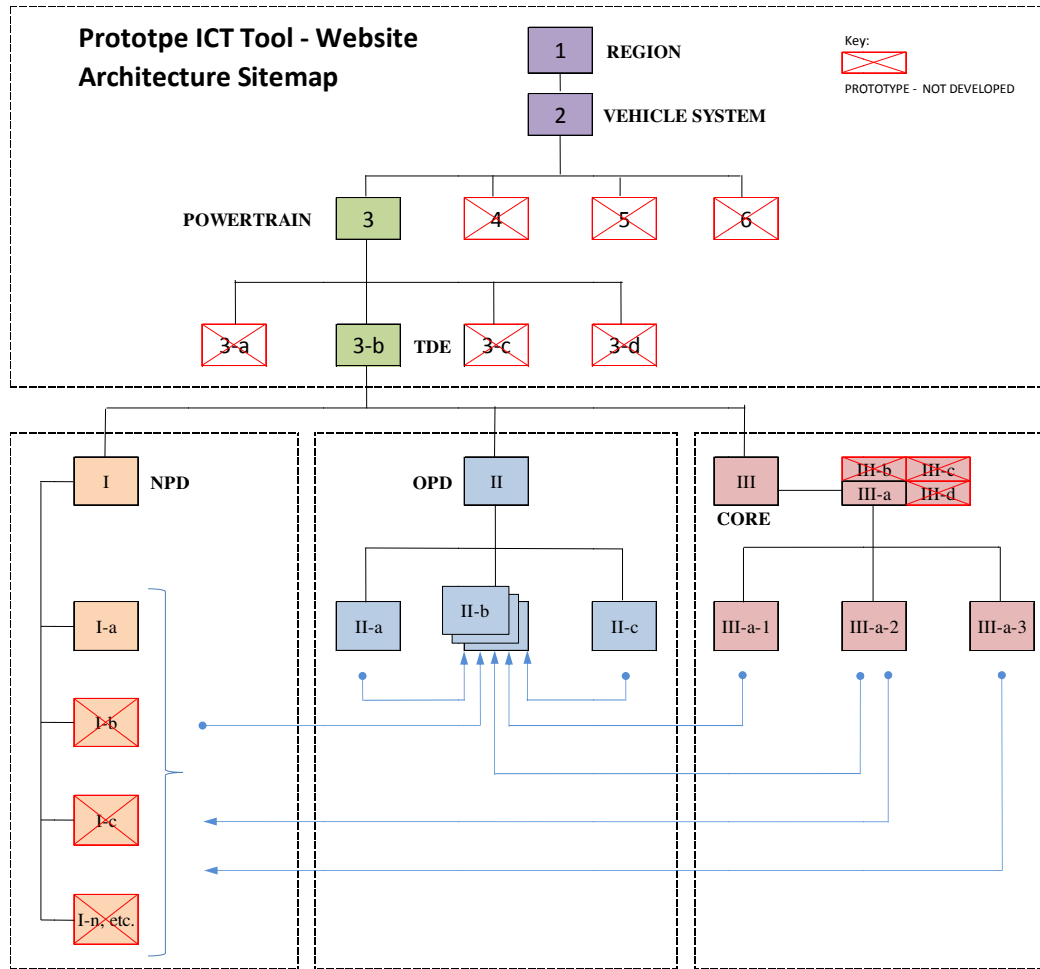 Prototpe ICT Tool - Website
Architecture Sitemap
1
REGION
Key:
PROTOTYPE - NOT DEVELOPED
2
VEHICLE SYSTEM
POWERTRAIN
3
4
5
6
3-a
3-b
TDE
3-c
3-d
I
NPD
OPD
II
III
CORE
III-b
III-c
III-a
III-d
I-a
II-a
II-b
II-c
III-a-1
III-a-2
III-a-3
I-b
I-c
I-n, etc.